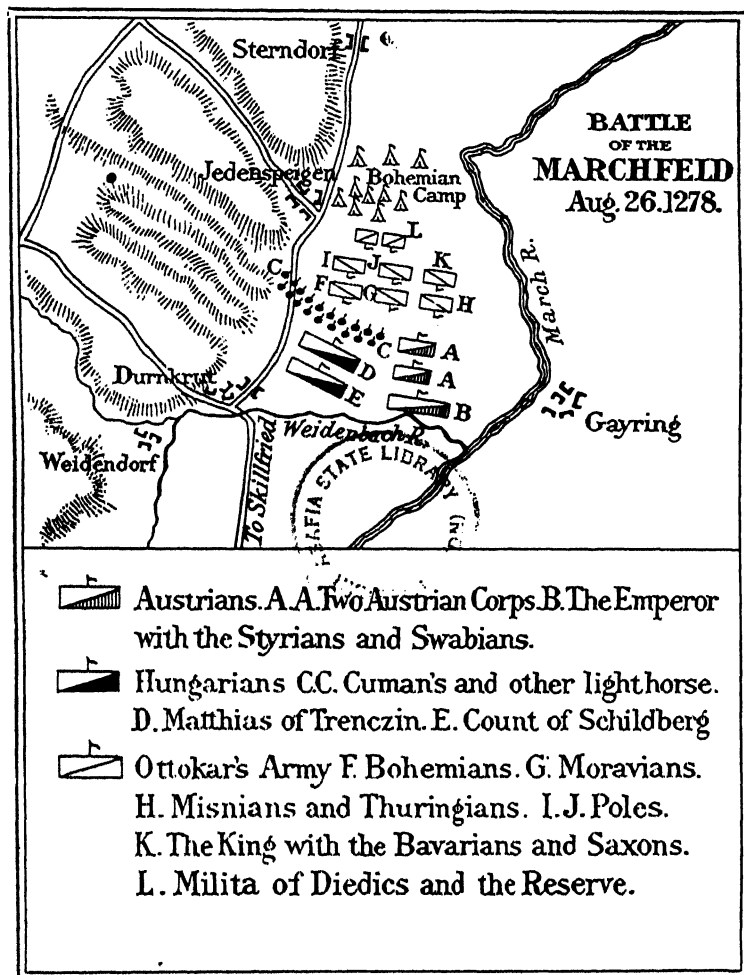 Sterndorf
BATTLE
OF THE
MARCHFELD
Aug. 26.1278.
Jedenspeigen
Bohemian
Camp
L
I J K
C
F G H
C A
D A
E B
March R.
Durnkrut
Gayring
Weidenbach R.
Weidendorf
To Skillfried
STATE LIBRARY
Austrians. A.A. Two Austrian Corps. B. The Emperor
with the Styrians and Swabians.
Hungarians C.C. Cuman's and other light horse.
D. Matthias of Trenczin. E. Count of Schildberg
Ottokar's Army F. Bohemians. G. Moravians.
H. Misnians and Thuringians. I. J. Poles.
K. The King with the Bavarians and Saxons.
L. Milita of Diedics and the Reserve.